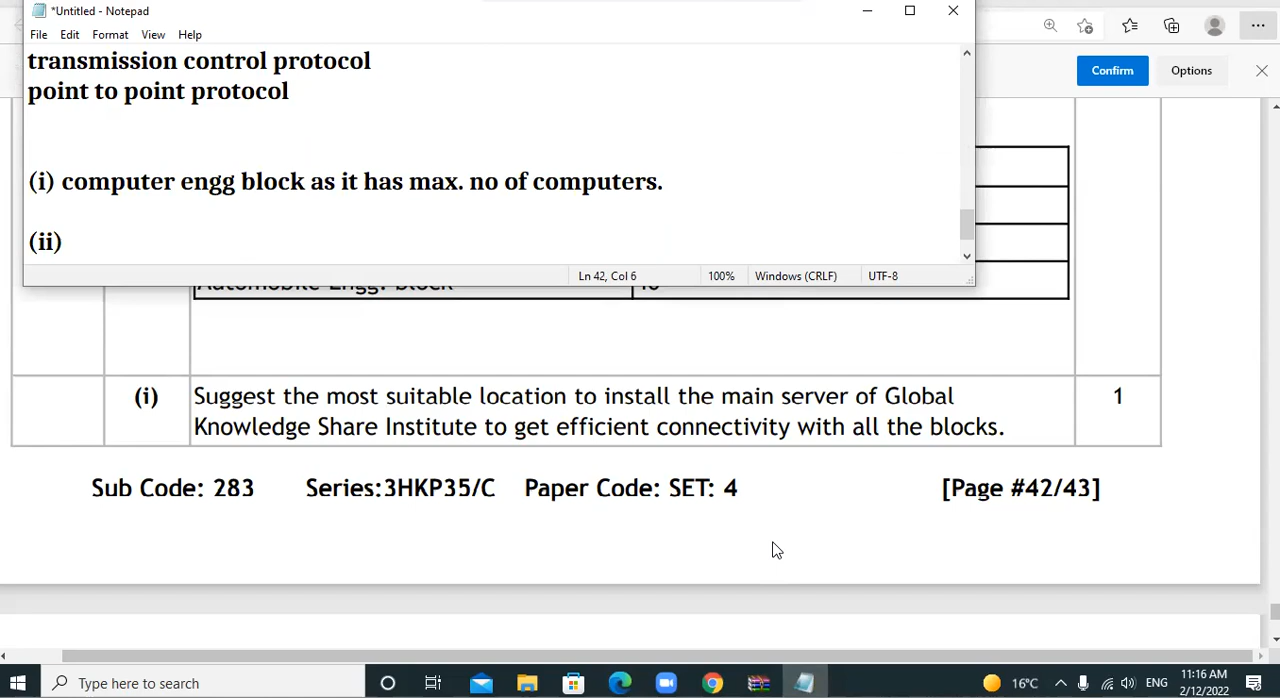 *Untitled - Notepad
File Edit Format View Help
transmission control protocol
point to point protocol
(i) computer engg block as it has max. no of computers.
(ii)
Ln 42, Col 6 100% Windows (CRLF) UTF-8
Confirm Options
Automobile Engg. block
(i) Suggest the most suitable location to install the main server of Global 1
Knowledge Share Institute to get efficient connectivity with all the blocks.
Sub Code: 283 Series:3HKP35/C Paper Code: SET: 4 [Page #42/43]
Type here to search
16°C ENG 11:16 AM
2/12/2022